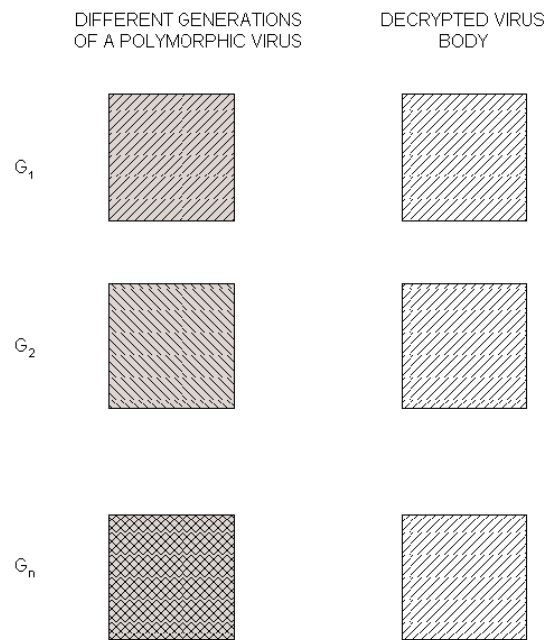 DIFFERENT GENERATIONS
OF A POLYMORPHIC VIRUS
DECRYPTED VIRUS
BODY
G₁
G₂
Gₙ